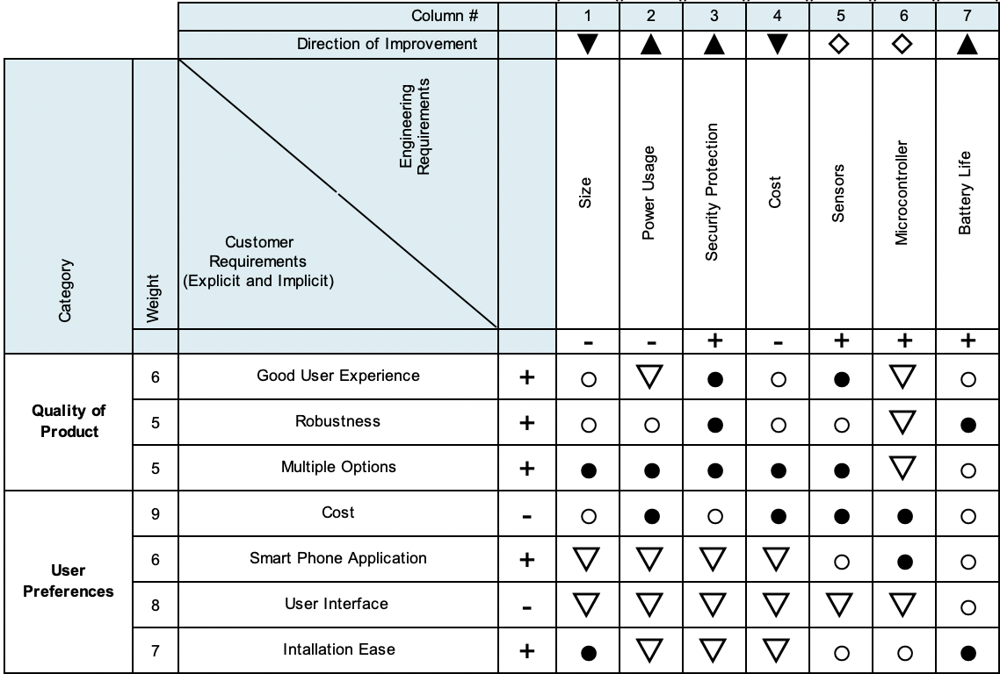 Column # 1 2 3 4 5 6 7
Direction of Improvement ▼ ▲ ▲ ▼ ◇ ◇ ▲
Category
Weight
Engineering
Requirements
Customer
Requirements
(Explicit and Implicit)
Size
Power Usage
Security Protection
Cost
Sensors
Microcontroller
Battery Life
- - + - + + +
Quality of
Product
6 Good User Experience + ○ ▽ ● ○ ● ▽ ○
5 Robustness + ○ ○ ● ○ ○ ▽ ●
5 Multiple Options + ● ● ● ● ● ▽ ○
User
Preferences
9 Cost - ○ ● ○ ● ● ● ○
6 Smart Phone Application + ▽ ▽ ▽ ▽ ○ ● ○
8 User Interface - ▽ ▽ ▽ ▽ ▽ ▽ ○
7 Intallation Ease + ● ▽ ▽ ▽ ○ ○ ●